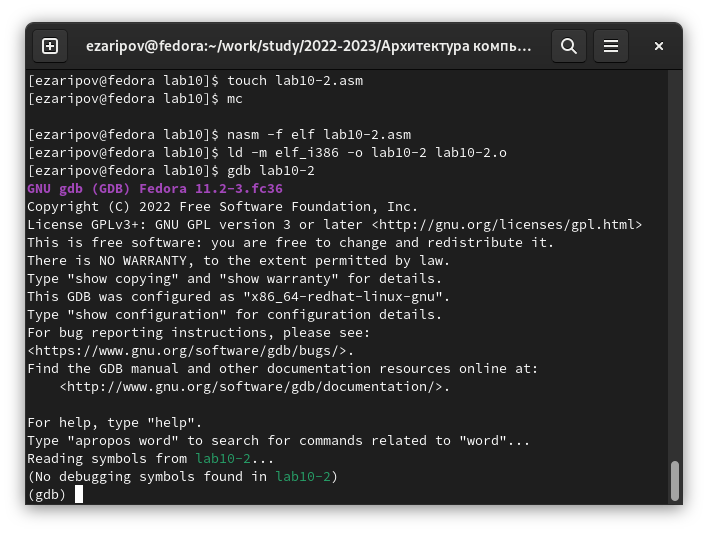 ezaripov@fedora:~/work/study/2022-2023/Архитектура компь…
[ezaripov@fedora lab10]$ touch lab10-2.asm
[ezaripov@fedora lab10]$ mc
[ezaripov@fedora lab10]$ nasm -f elf lab10-2.asm
[ezaripov@fedora lab10]$ ld -m elf_i386 -o lab10-2 lab10-2.o
[ezaripov@fedora lab10]$ gdb lab10-2
GNU gdb (GDB) Fedora 11.2-3.fc36
Copyright (C) 2022 Free Software Foundation, Inc.
License GPLv3+: GNU GPL version 3 or later <http://gnu.org/licenses/gpl.html>
This is free software: you are free to change and redistribute it.
There is NO WARRANTY, to the extent permitted by law.
Type "show copying" and "show warranty" for details.
This GDB was configured as "x86_64-redhat-linux-gnu".
Type "show configuration" for configuration details.
For bug reporting instructions, please see:
<https://www.gnu.org/software/gdb/bugs/>.
Find the GDB manual and other documentation resources online at:
    <http://www.gnu.org/software/gdb/documentation/>.
For help, type "help".
Type "apropos word" to search for commands related to "word"...
Reading symbols from lab10-2...
(No debugging symbols found in lab10-2)
(gdb)